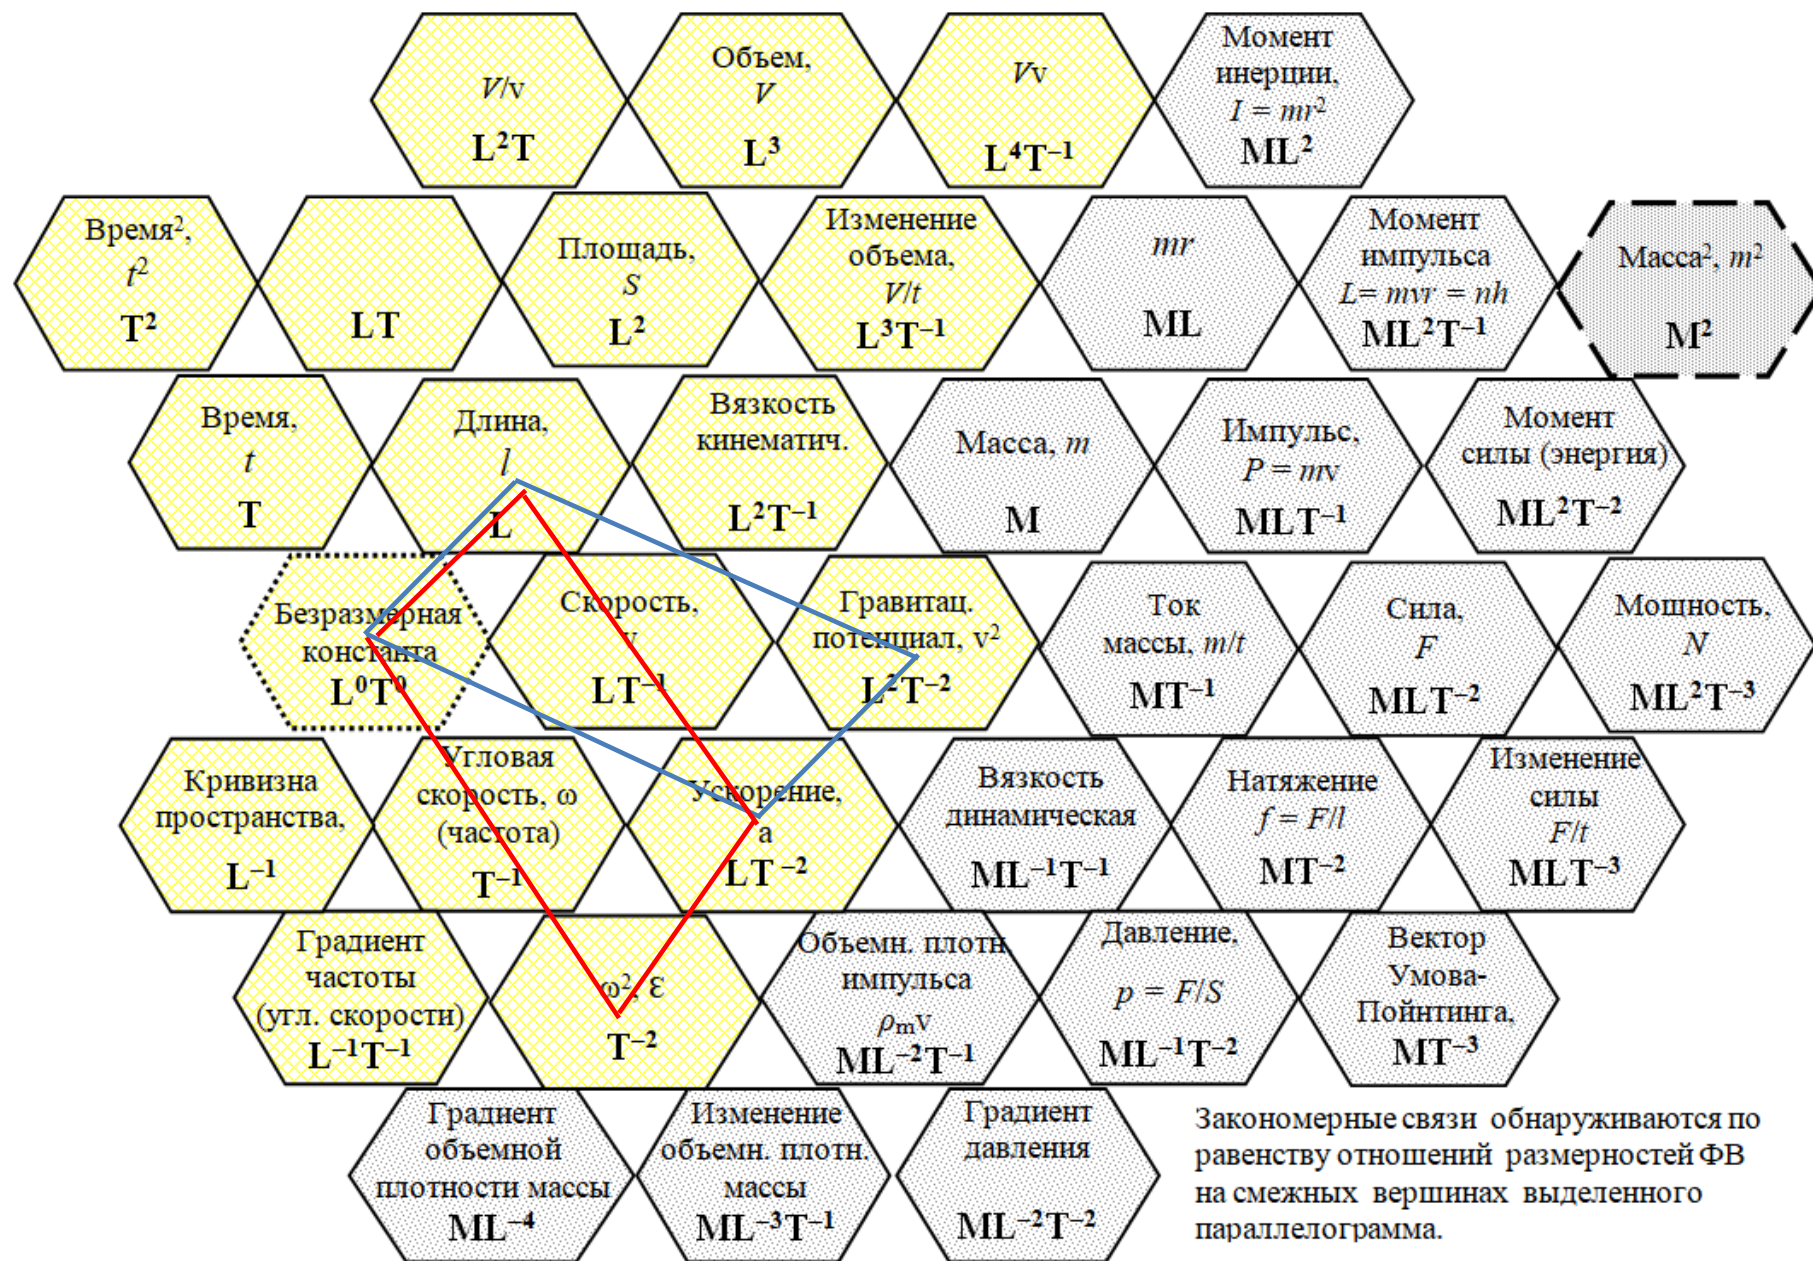 V/v
L²T
Объем,
V
L³
Vv
L⁴T⁻¹
Момент
инерции,
I = mr²
ML²
Время²,
t²
T²
LT
Площадь,
S
L²
Изменение
объема,
V/t
L³T⁻¹
mr
ML
Момент
импульса
L= mvr = nh
ML²T⁻¹
Масса², m²
M²
Время,
t
T
Длина,
l
L
Вязкость
кинематич.
L²T⁻¹
Масса, m
M
Импульс,
P = mv
MLT⁻¹
Момент
силы (энергия)
ML²T⁻²
Безразмерная
константа
L⁰T⁰
Скорость,
v
LT⁻¹
Гравитац.
потенциал, v²
L²T⁻²
Ток
массы, m/t
MT⁻¹
Сила,
F
MLT⁻²
Мощность,
N
ML²T⁻³
Кривизна
пространства,
L⁻¹
Угловая
скорость, ω
(частота)
T⁻¹
Ускорение,
a
LT⁻²
Вязкость
динамическая
ML⁻¹T⁻¹
Натяжение
f = F/l
MT⁻²
Изменение
силы
F/t
MLT⁻³
Градиент
частоты
(угл. скорости)
L⁻¹T⁻¹
ω², Ɛ
T⁻²
Объемн. плотн.
импульса
ρₘv
ML⁻²T⁻¹
Давление,
p = F/S
ML⁻¹T⁻²
Вектор
Умова-
Пойнтинга,
MT⁻³
Градиент
объемной
плотности массы
ML⁻⁴
Изменение
объемн. плотн.
массы
ML⁻³T⁻¹
Градиент
давления
ML⁻²T⁻²
Закономерные связи обнаруживаются по
равенству отношений размерностей ФВ
на смежных вершинах выделенного
параллелограмма.